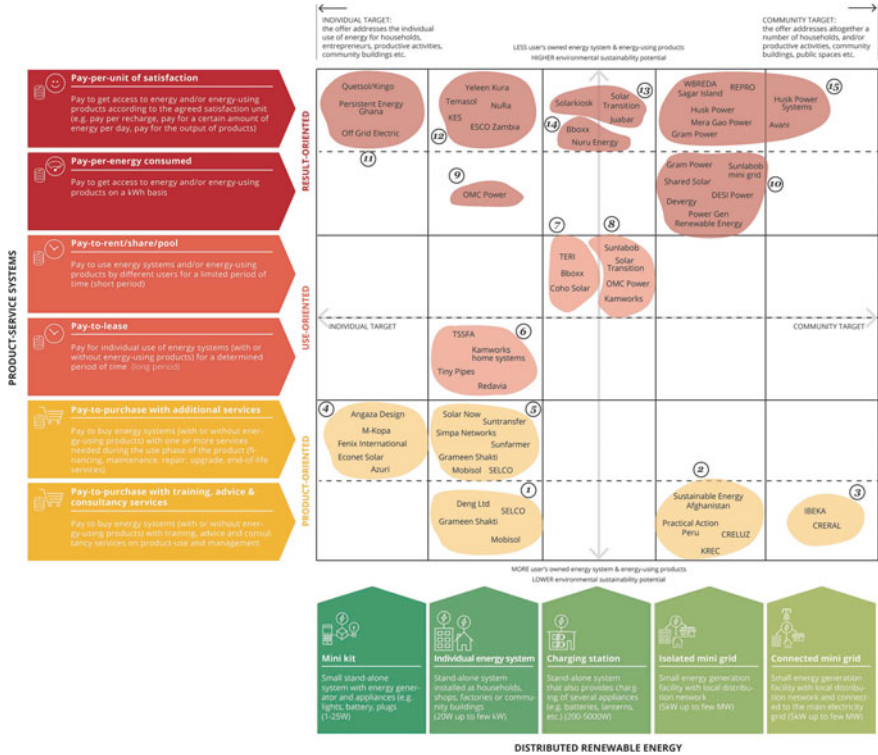 INDIVIDUAL TARGET:
the offer addresses the individual
use of energy for households,
entrepreneurs, productive activities,
community buildings etc.
COMMUNITY TARGET:
the offer addresses altogether a
number of households, and/or
productive activities, community
buildings, public spaces etc.
LESS user's owned energy system & energy-using products
HIGHER environmental sustainability potential
PRODUCT-SERVICE SYSTEMS
RESULT-ORIENTED
USE-ORIENTED
PRODUCT-ORIENTED
Pay-per-unit of satisfaction
Pay to get access to energy and/or energy-using
products according to the agreed satisfaction unit
(e.g. pay per recharge, pay for a certain amount of
energy per day, pay for the output of products)
Quetsol/Kingo
Persistent Energy
Ghana
Off Grid Electric
11
Yeleen Kura
Temasol
NuRa
KES
ESCO Zambia
12
Solarkiosk
Solar
Transition
Juabar
13
14
Bboxx
Nuru Energy
WBREDA
Sagar Island
REPRO
Husk Power
Mera Gao Power
Gram Power
Husk Power
Systems
Avani
15
Pay-per-energy consumed
Pay to get access to energy and/or energy-using
products on a kWh basis
9
OMC Power
Gram Power
Sunlabob
mini grid
Shared Solar
DESI Power
Devergy
Power Gen
Renewable Energy
10
Pay-to-rent/share/pool
Pay to use energy systems and/or energy-using
products by different users for a limited period of
time (short period)
7
TERI
Bboxx
Coho Solar
8
Sunlabob
Solar
Transition
OMC Power
Kamworks
INDIVIDUAL TARGET
COMMUNITY TARGET
Pay-to-lease
Pay for individual use of energy systems (with or
without energy-using products) for a determined
period of time (long period)
TSSFA
6
Kamworks
home systems
Tiny Pipes
Redavia
Pay-to-purchase with additional services
Pay to buy energy systems (with or without en-
ergy-using products) with one or more services
needed during the use phase of the product (fi-
nancing, maintenance, repair, upgrade, end-of-life
services)
4
Angaza Design
M-Kopa
Fenix International
Econet Solar
Azuri
Solar Now
5
Suntransfer
Simpa Networks
Sunfarmer
Grameen Shakti
Mobisol
SELCO
Pay-to-purchase with training, advice &
consultancy services
Pay to buy energy systems (with or without ener-
gy-using products) with training, advice and consul-
tancy services on product-use and management
1
Deng Ltd
SELCO
Grameen Shakti
Mobisol
2
Sustainable Energy
Afghanistan
Practical Action
Peru
CRELUZ
KREC
3
IBEKA
CRERAL
MORE user's owned energy system & energy-using products
LOWER environmental sustainability potential
Mini kit
Small stand-alone
system with energy gener-
ator and appliances (e.g.
lights, battery, plugs)
(1-25W)
Individual energy system
Stand-alone system
installed at households,
shops, factories or comm-
unity buildings
(20W up to few kW)
Charging station
Stand-alone system
that also provides charg-
ing of several appliances
(e.g. batteries, lanterns,
etc.) (200-5000W)
Isolated mini grid
Small energy generation
facility with local distribu-
tion network
(5kW up to few MW)
Connected mini grid
Small energy generation
facility with local distribu-
tion network and connect-
ed to the main electricity
grid (5kW up to few MW)
DISTRIBUTED RENEWABLE ENERGY